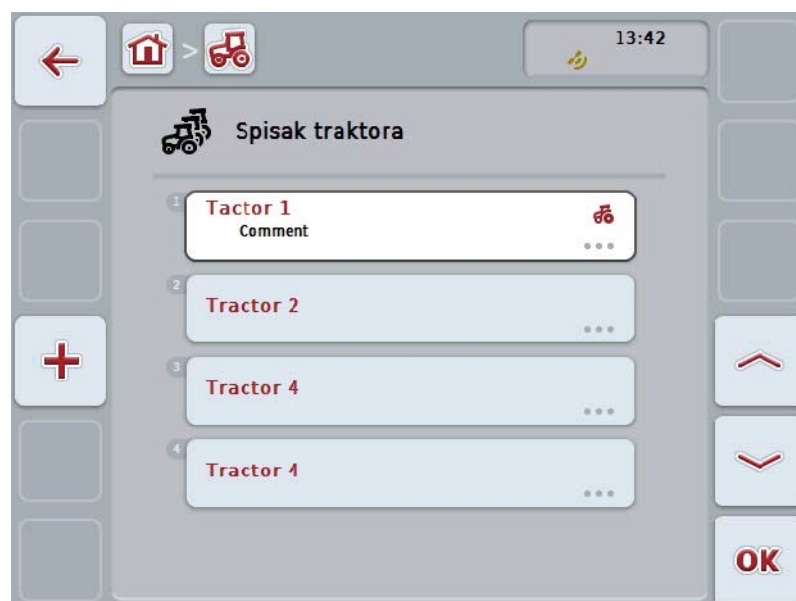 13:42
Spisak traktora
1
Tactor 1
Comment
2
Tractor 2
3
Tractor 4
4
Tractor 4
OK